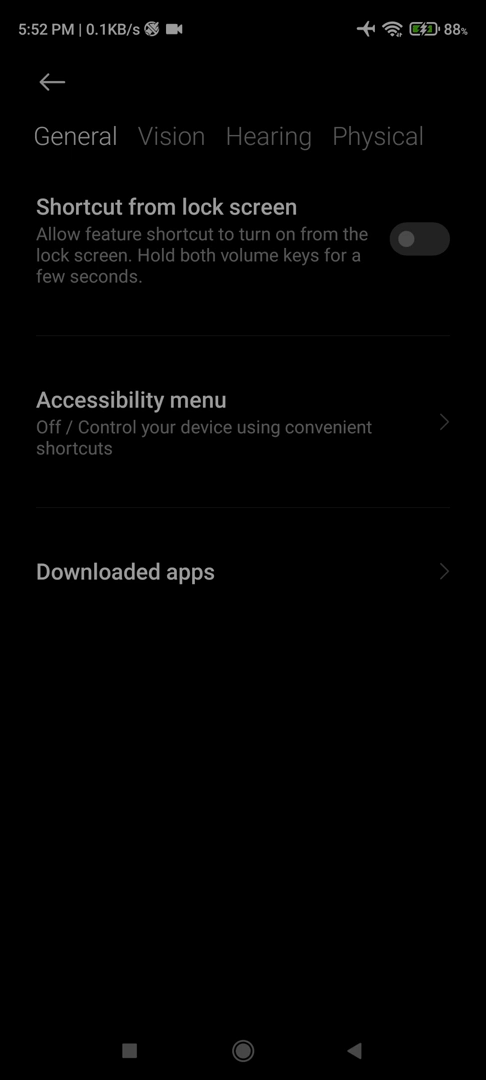 5:52 PM | 0.1KB/s 88%
General Vision Hearing Physical
Shortcut from lock screen
Allow feature shortcut to turn on from the
lock screen. Hold both volume keys for a
few seconds.
Accessibility menu
Off / Control your device using convenient
shortcuts
Downloaded apps